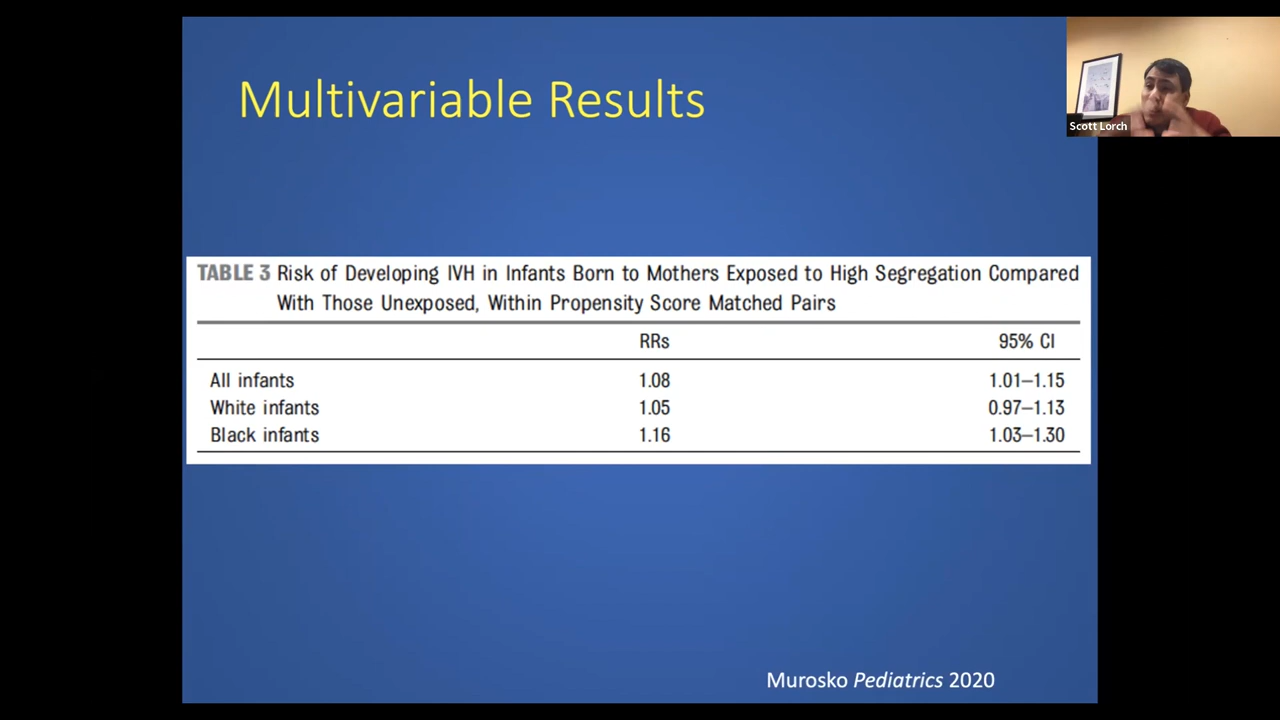 Multivariable Results
Scott Lorch
TABLE 3 Risk of Developing IVH in Infants Born to Mothers Exposed to High Segregation Compared
With Those Unexposed, Within Propensity Score Matched Pairs
RRs 95% CI
All infants 1.08 1.01–1.15
White infants 1.05 0.97–1.13
Black infants 1.16 1.03–1.30
Murosko Pediatrics 2020